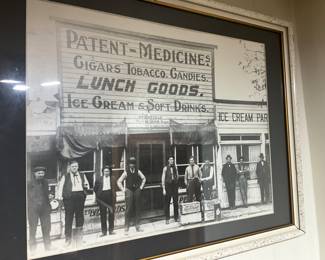 PATENT-MEDICINES
CIGARS TOBACCO. CANDIES.
LUNCH GOODS.
ICE CREAM & SOFT DRINKS.
ICE CREAM PAR